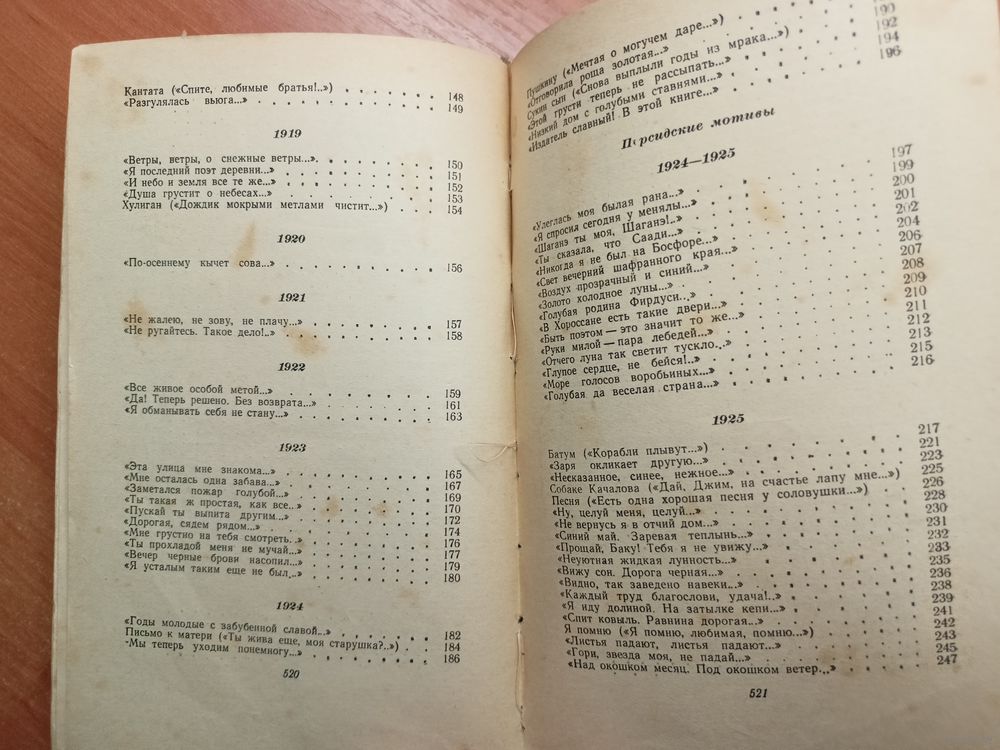 Кантата («Спите, любимые братья!..») . . . . . . 148
«Разгулялась вьюга...» . . . . . . . . . . . . . 149
1919
«Ветры, ветры, о снежные ветры...». . . . . . . 150
«Я последний поэт деревни...» . . . . . . . . . 151
«И небо и земля все те же...» . . . . . . . . . 152
«Душа грустит о небесах...» . . . . . . . . . . 153
Хулиган («Дождик мокрыми метлами чистит...») . . . 154
1920
«По-осеннему кычет сова...» . . . . . . . . . . 156
1921
«Не жалею, не зову, не плачу...» . . . . . . . . 157
«Не ругайтесь. Такое дело!..» . . . . . . . . . 158
1922
«Все живое особой метой...» . . . . . . . . . . 159
«Да! Теперь решено. Без возврата...» . . . . . . 161
«Я обманывать себя не стану...» . . . . . . . . 163
1923
«Эта улица мне знакома...» . . . . . . . . . . . 165
«Мне осталась одна забава...» . . . . . . . . . 167
«Заметался пожар голубой...» . . . . . . . . . . 169
«Ты такая ж простая, как все...» . . . . . . . . 170
«Пускай ты выпита другим...» . . . . . . . . . . 172
«Дорогая, сядем рядом...» . . . . . . . . . . . 174
«Мне грустно на тебя смотреть...» . . . . . . . 176
«Ты прохладой меня не мучай...» . . . . . . . . 177
«Вечер черные брови насопил...» . . . . . . . . 179
«Я усталым таким еще не был...» . . . . . . . . 180
1924
«Годы молодые с забубенной славой...» . . . . . 182
Письмо к матери («Ты жива еще, моя старушка?..») . . 184
«Мы теперь уходим понемногу...» . . . . . . . . 186
520
Пушкину («Мечтая о могучем даре...») . . . 190
«Отговорила роща золотая...» . . . 192
Сукин сын («Снова выплыли годы из мрака...») . . 194
«Этой грусти теперь не рассыпать...» . . . 196
«Низкий дом с голубыми ставнями...» . . .
«Издатель славный! В этой книге...» . . .
Персидские мотивы
1924—1925
«Улеглась моя былая рана...» . . . . . . . . . . 197
«Я спросил сегодня у менялы...» . . . . . . . . 199
«Шаганэ ты моя, Шаганэ!..» . . . . . . . . . . . 200
«Ты сказала, что Саади...» . . . . . . . . . . . 201
«Никогда я не был на Босфоре...» . . . . . . . . 202
«Свет вечерний шафранного края...» . . . . . . . 204
«Воздух прозрачный и синий...» . . . . . . . . . 206
«Золото холодное луны...» . . . . . . . . . . . 207
«Голубая родина Фирдуси...» . . . . . . . . . . 208
«В Хороссане есть такие двери...» . . . . . . . 209
«Быть поэтом — это значит то же...» . . . . . . 210
«Руки милой — пара лебедей...» . . . . . . . . . 211
«Отчего луна так светит тускло...» . . . . . . . 212
«Глупое сердце, не бейся!..» . . . . . . . . . . 213
«Море голосов воробьиных...» . . . . . . . . . . 215
«Голубая да веселая страна...» . . . . . . . . . 216
1925
Батум («Корабли плывут...») . . . . . . . . . . 217
«Заря окликает другую...» . . . . . . . . . . . 221
«Несказанное, синее, нежное...» . . . . . . . . 223
Собаке Качалова («Дай, Джим, на счастье лапу мне...») 225
Песня («Есть одна хорошая песня у соловушки...») . . 226
«Ну, целуй меня, целуй...» . . . . . . . . . . . 228
«Не вернусь я в отчий дом...» . . . . . . . . . 230
«Синий май. Заревая теплынь...» . . . . . . . . 231
«Прощай, Баку! Тебя я не увижу...» . . . . . . . 232
«Неуютная жидкая лунность...» . . . . . . . . . 233
«Вижу сон. Дорога черная...» . . . . . . . . . . 235
«Видно, так заведено навеки...» . . . . . . . . 236
«Каждый труд благослови, удача!..» . . . . . . . 238
«Я иду долиной. На затылке кепи...» . . . . . . 239
«Спит ковыль. Равнина дорогая...» . . . . . . . 241
Я помню («Я помню, любимая, помню...») . . . . . 242
«Листья падают, листья падают...» . . . . . . . 243
«Гори, звезда моя, не падай...» . . . . . . . . 245
«Над окошком месяц. Под окошком ветер...» . . . 247
521